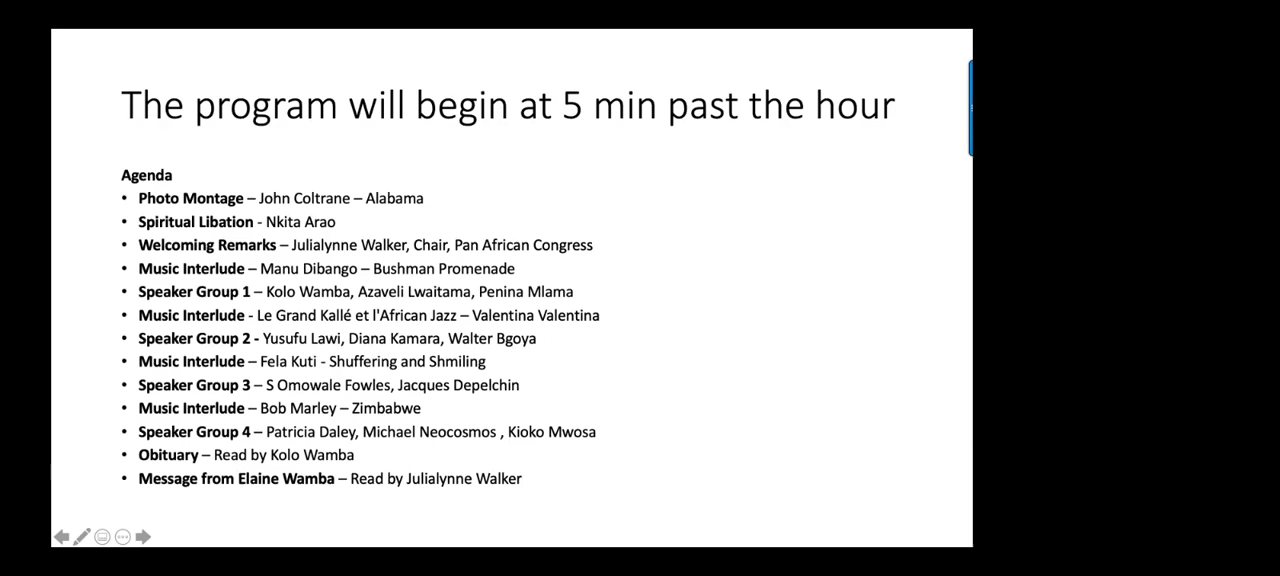 The program will begin at 5 min past the hour
Agenda
• Photo Montage – John Coltrane – Alabama
• Spiritual Libation - Nkita Arao
• Welcoming Remarks – Julialynne Walker, Chair, Pan African Congress
• Music Interlude – Manu Dibango – Bushman Promenade
• Speaker Group 1 – Kolo Wamba, Azaveli Lwaitama, Penina Mlama
• Music Interlude - Le Grand Kallé et l'African Jazz – Valentina Valentina
• Speaker Group 2 - Yusufu Lawi, Diana Kamara, Walter Bgoya
• Music Interlude – Fela Kuti - Shuffering and Shmiling
• Speaker Group 3 – S Omowale Fowles, Jacques Depelchin
• Music Interlude – Bob Marley – Zimbabwe
• Speaker Group 4 – Patricia Daley, Michael Neocosmos , Kioko Mwosa
• Obituary – Read by Kolo Wamba
• Message from Elaine Wamba – Read by Julialynne Walker